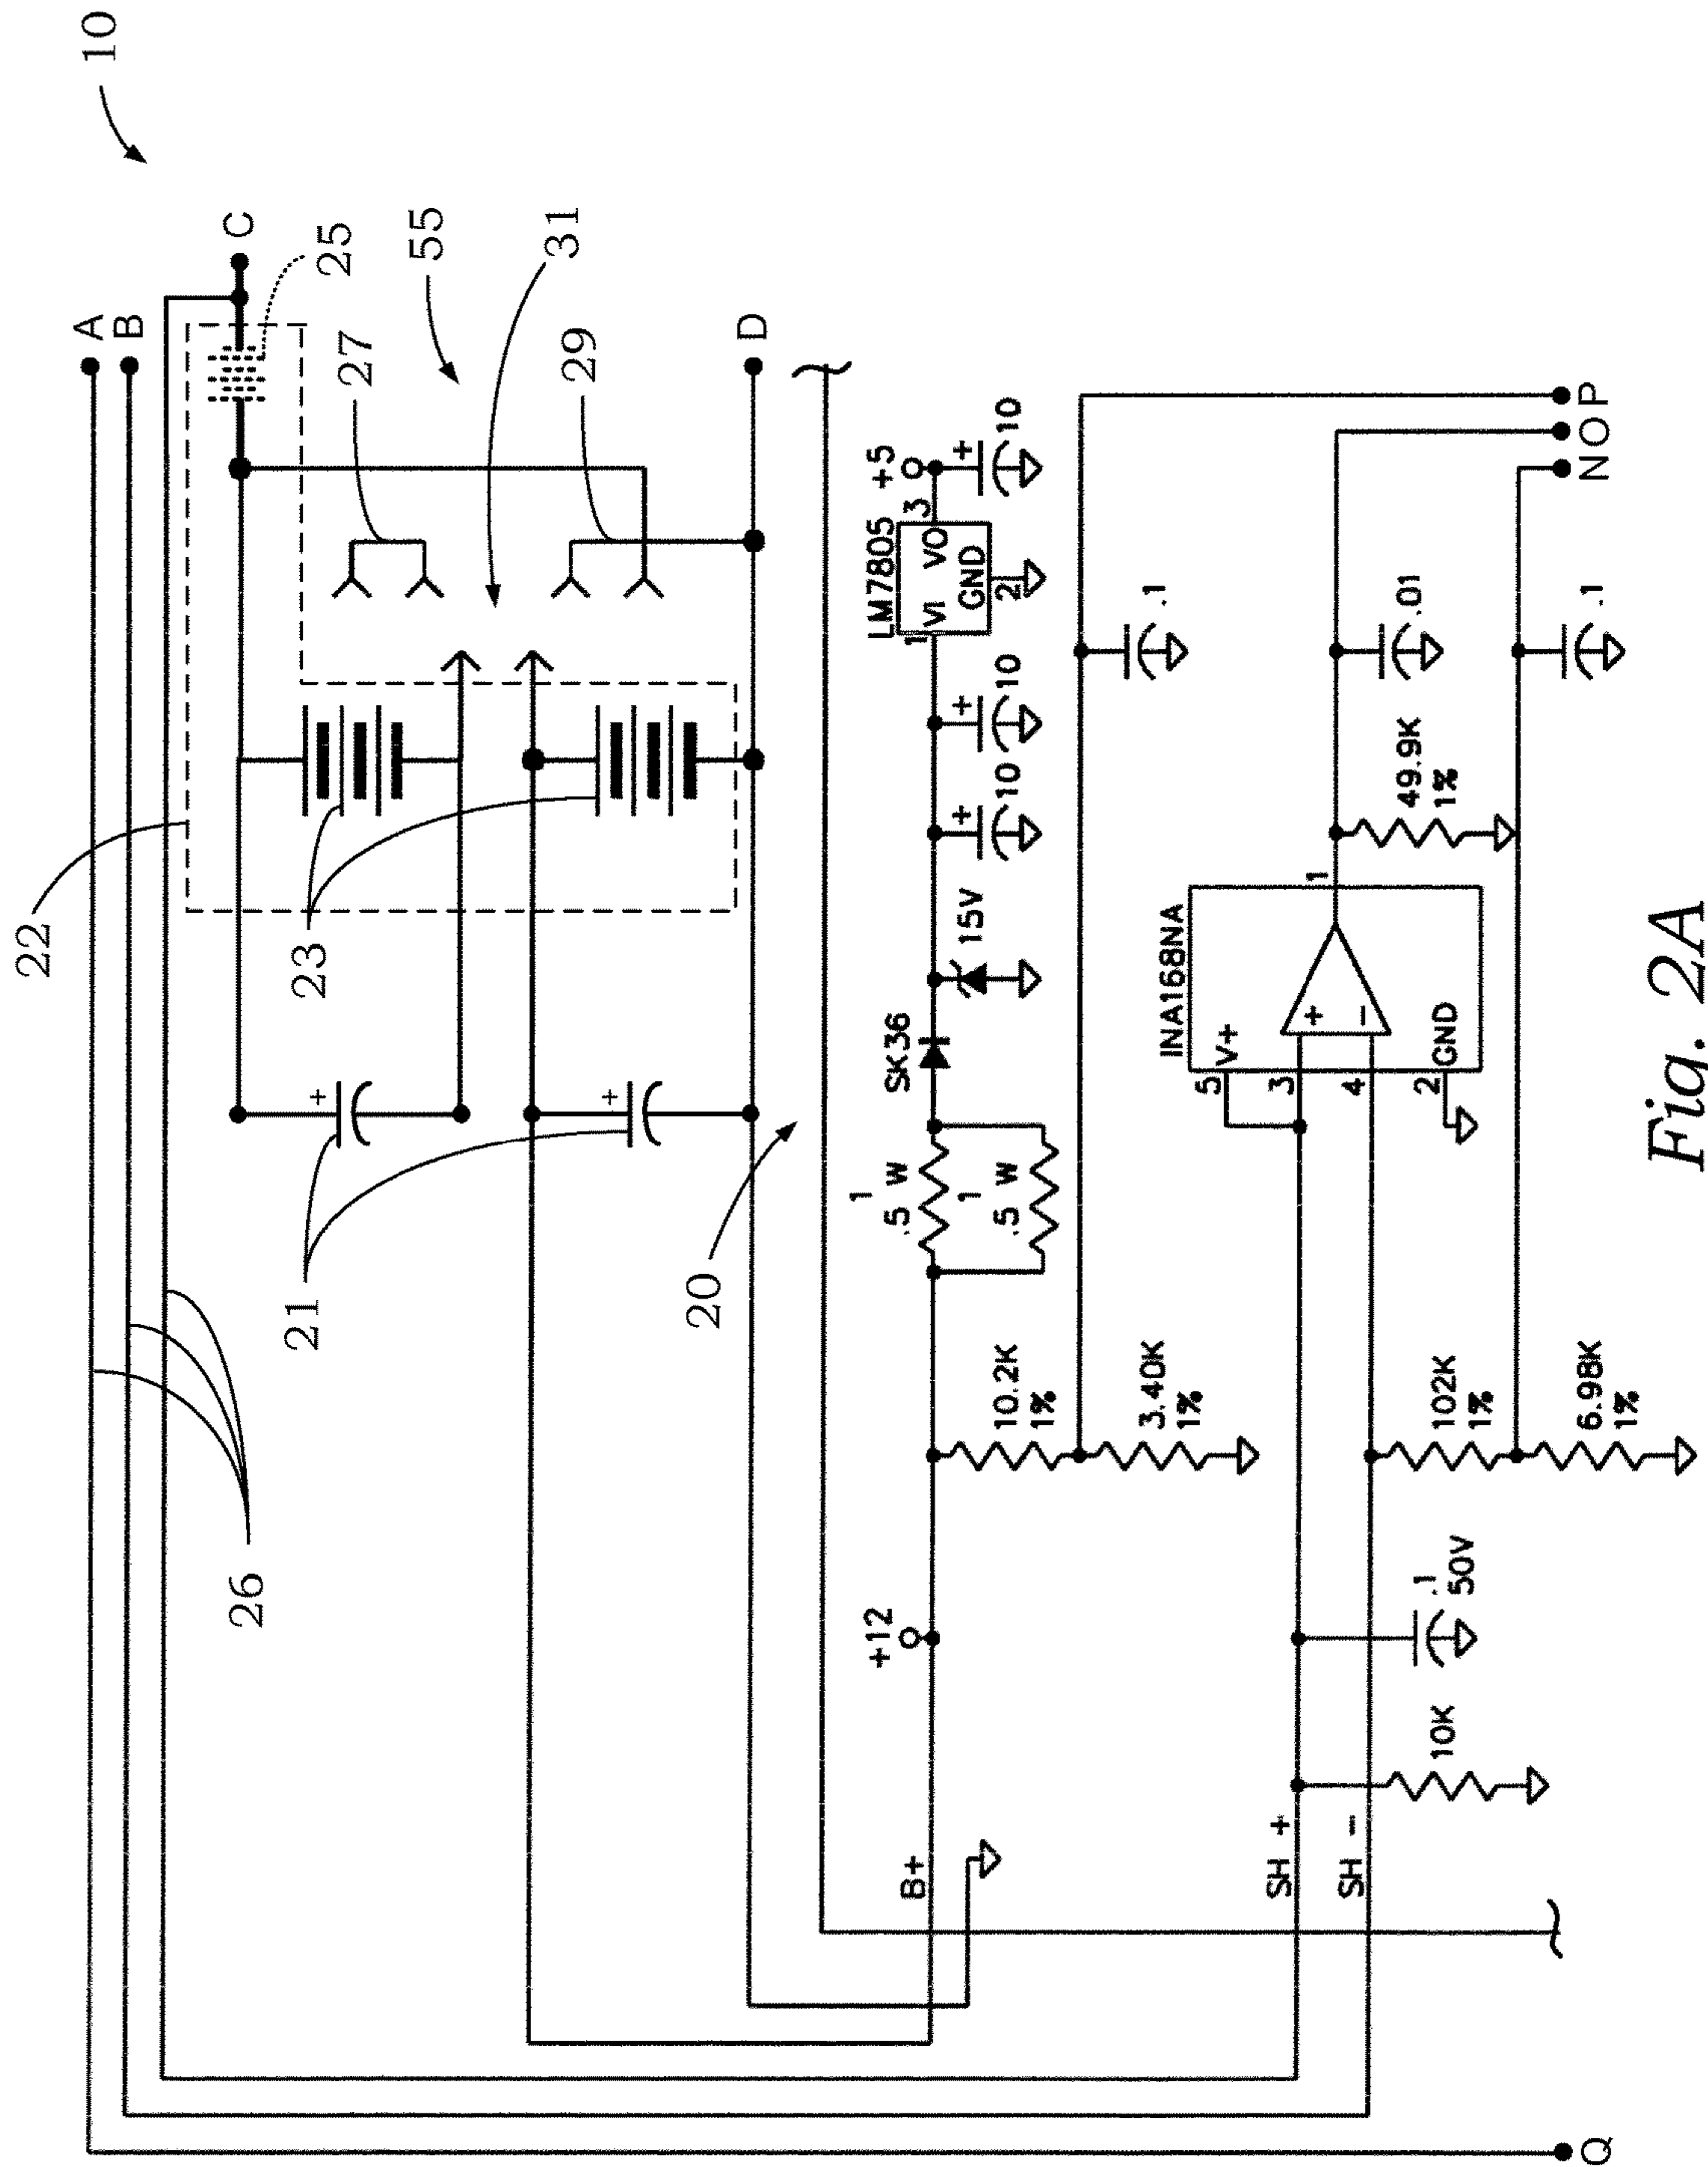 10
A
B
C
25
27
55
31
29
D
22
23
21
20
26
+12
B+
10.2K
1%
3.40K
1%
1
.5 W
1
.5 W
SK36
15V
+
10
+
10
LM7805
1
VI
VO
3
GND
2
+5
+
10
.1
P
O
N
INA168NA
5
V+
3
+
4
−
2
GND
1
49.9K
1%
.01
.1
SH +
SH −
10K
.1
50V
102K
1%
6.98K
1%
+
+
Q
Fig. 2A